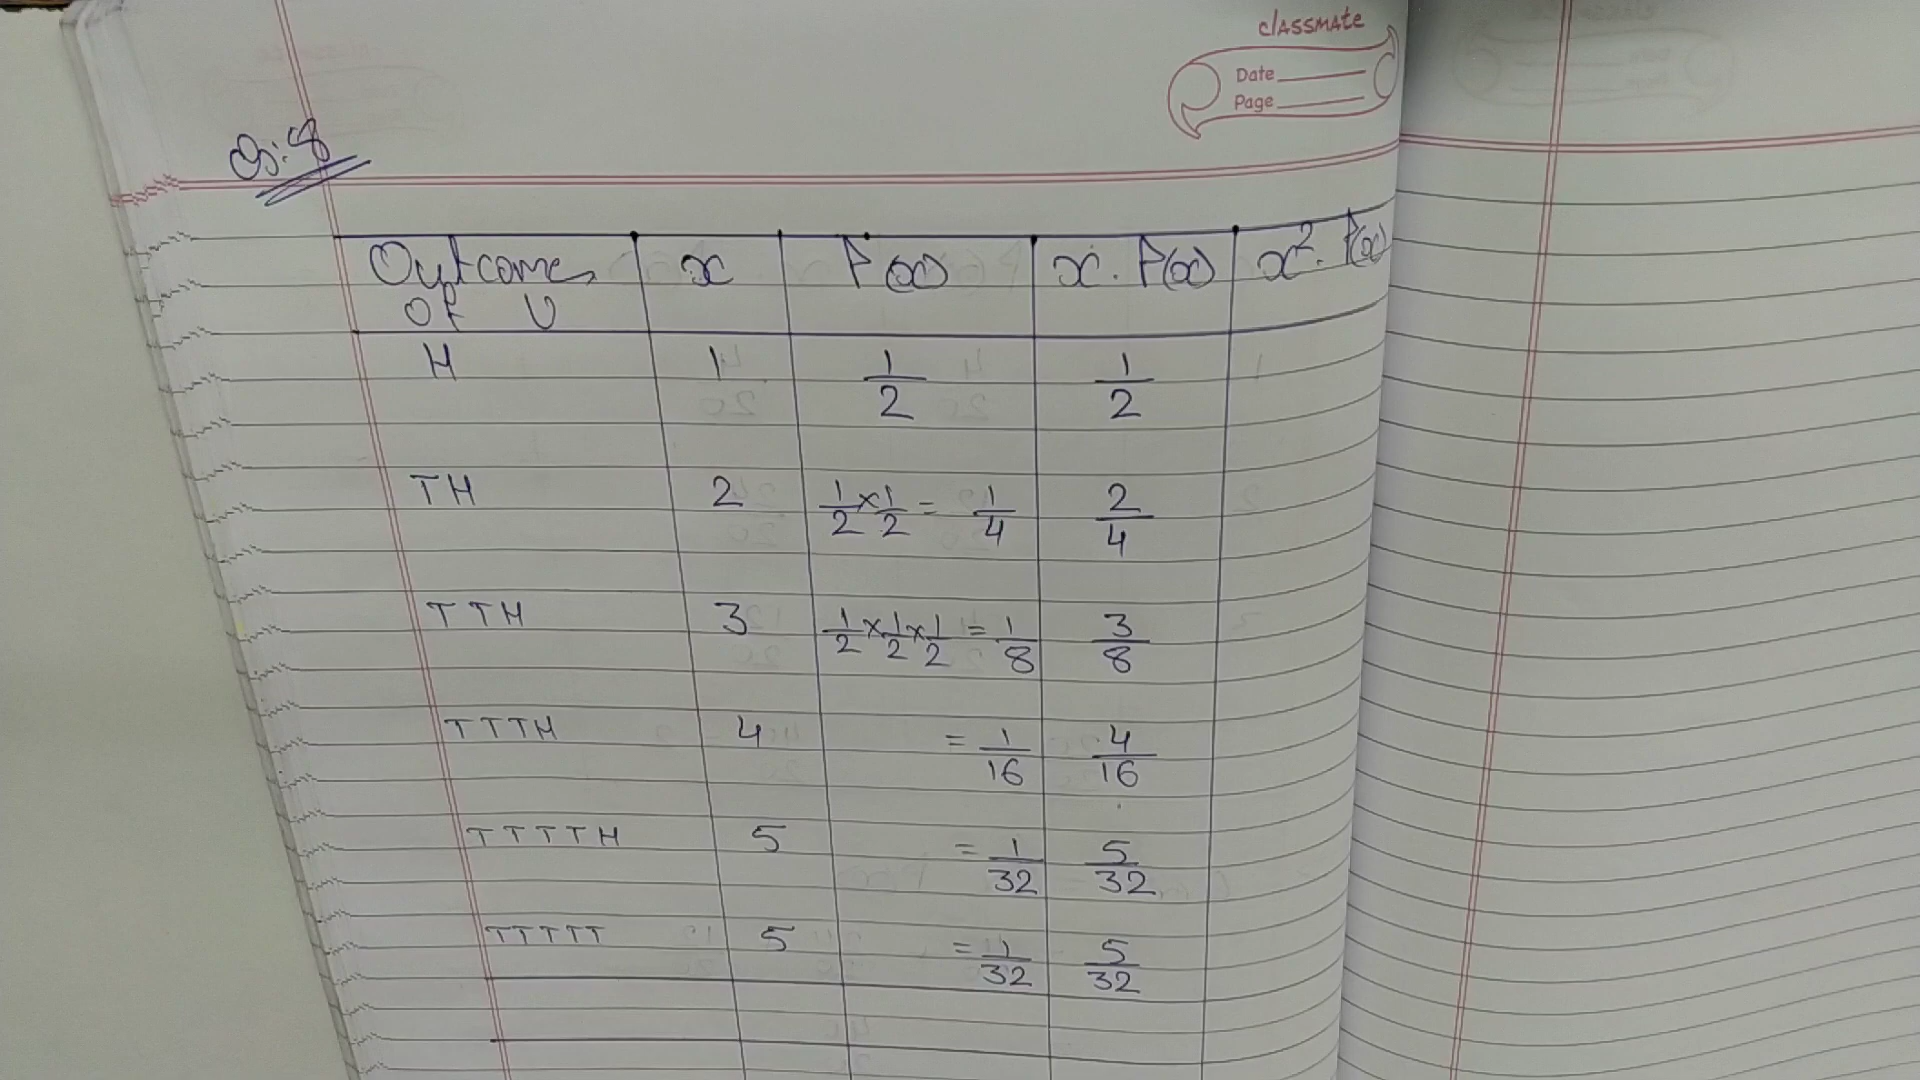 classmate
Date
Page
Q:8
Outcomes of U x P(x) x. P(x) x². P(x)
H 1 1/2 1/2
TH 2 1/2 × 1/2 = 1/4 2/4
TTH 3 1/2 × 1/2 × 1/2 = 1/8 3/8
TTTH 4 = 1/16 4/16
TTTTH 5 = 1/32 5/32
TTTTT 5 = 1/32 5/32